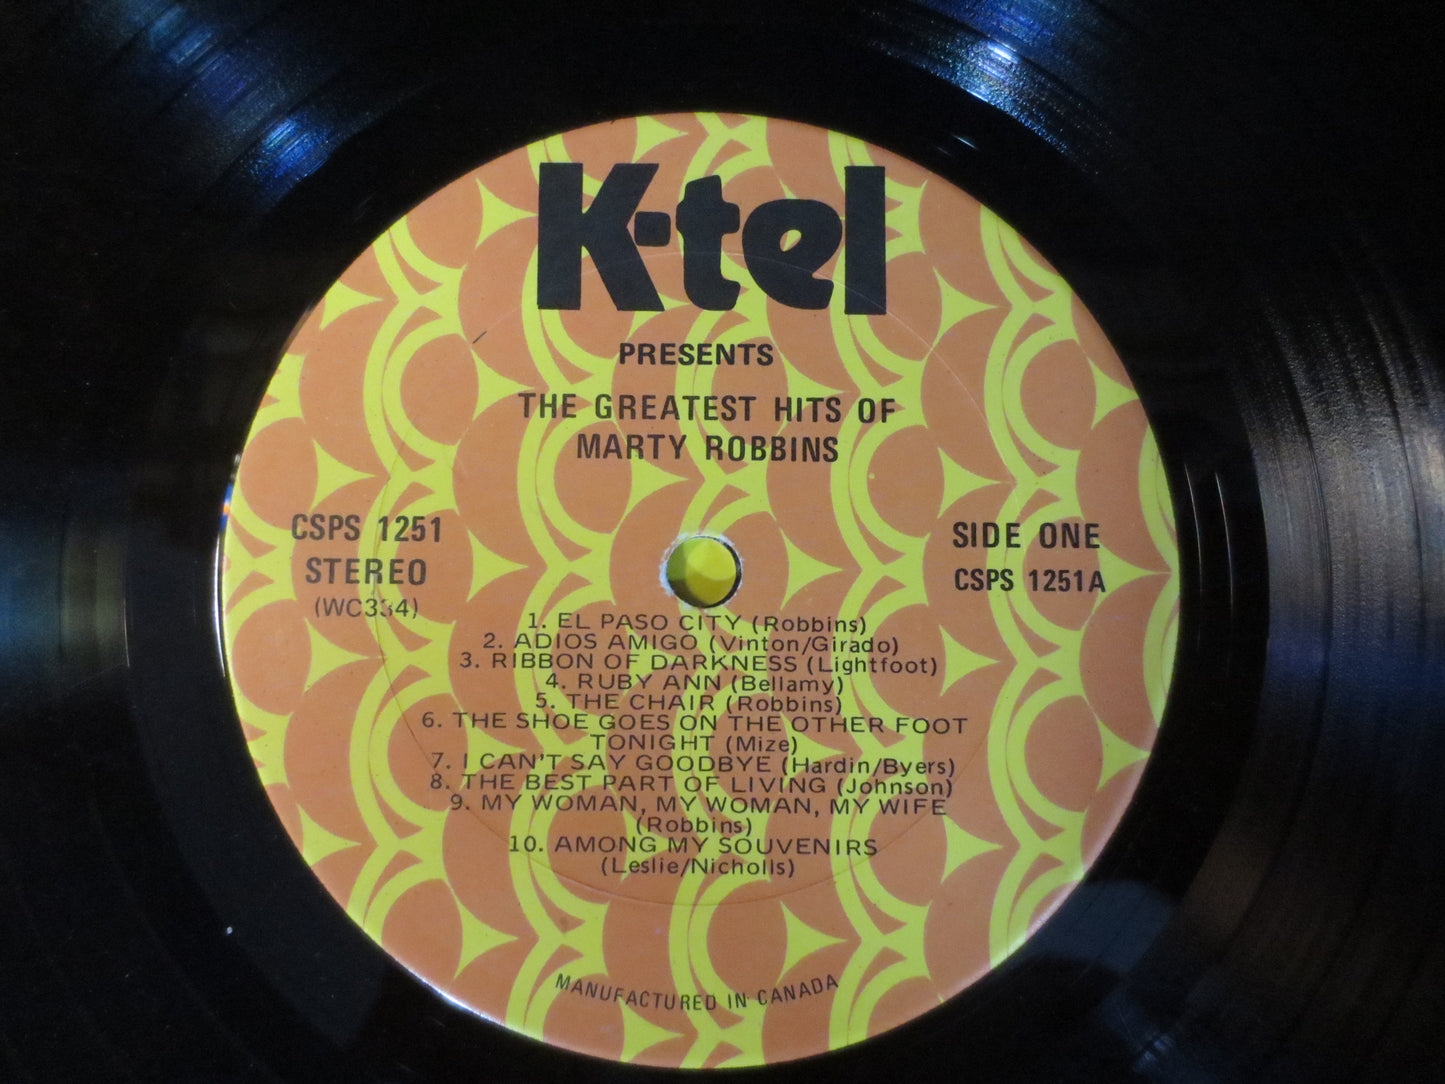 K-tel
PRESENTS
THE GREATEST HITS OF
MARTY ROBBINS
CSPS 1251
STEREO
(WC334)
SIDE ONE
CSPS 1251A
1. EL PASO CITY (Robbins)
2. ADIOS AMIGO (Vinton/Girado)
3. RIBBON OF DARKNESS (Lightfoot)
4. RUBY ANN (Bellamy)
5. THE CHAIR (Robbins)
6. THE SHOE GOES ON THE OTHER FOOT
TONIGHT (Mize)
7. I CAN'T SAY GOODBYE (Hardin/Byers)
8. THE BEST PART OF LIVING (Johnson)
9. MY WOMAN, MY WOMAN, MY WIFE
(Robbins)
10. AMONG MY SOUVENIRS
(Leslie/Nicholls)
MANUFACTURED IN CANADA